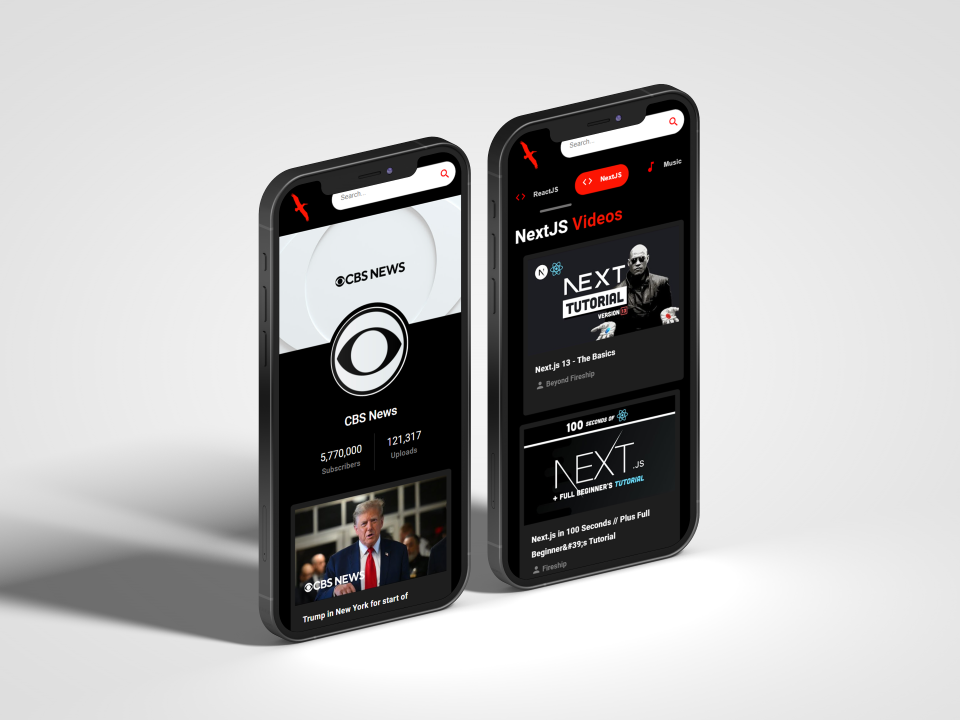 Search
CBS NEWS
CBS News
5,770,000
Subscribers
121,317
Uploads
CBS NEWS
Trump in New York for start of
Search...
ReactJS
NextJS
Music
NextJS Videos
N
NEXT
TUTORIAL
VERSION 13
Next.js 13 - The Basics
Beyond Fireship
100 SECONDS OF
NEXT.JS
+ FULL BEGINNER'S TUTORIAL
Next.js in 100 Seconds // Plus Full
Beginner&#39;s Tutorial
Fireship